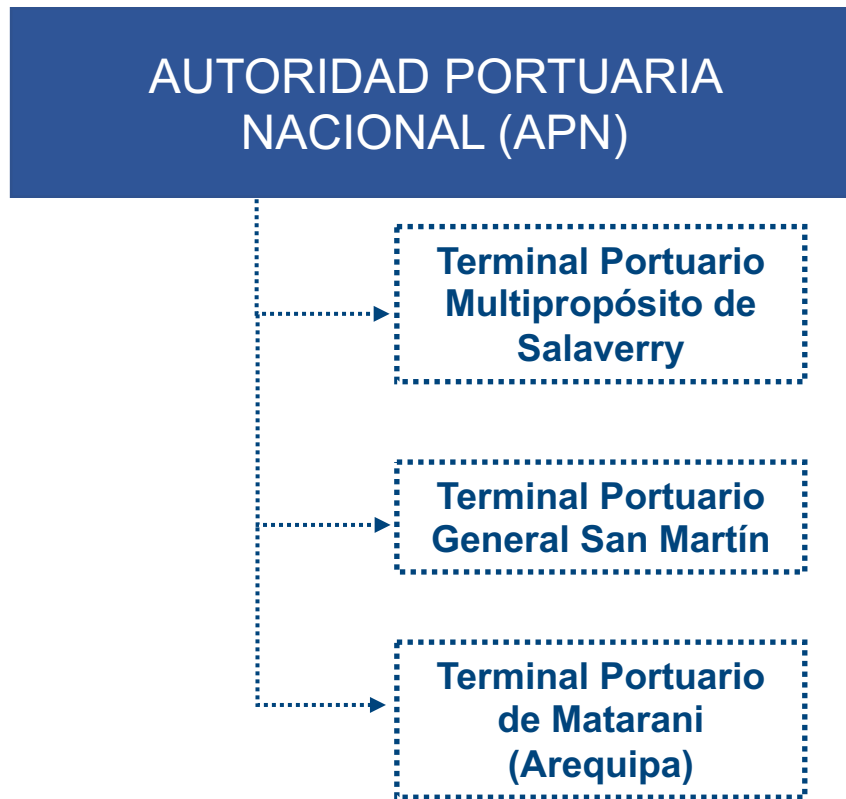 AUTORIDAD PORTUARIA
NACIONAL (APN)
Terminal Portuario
Multipropósito de
Salaverry
Terminal Portuario
General San Martín
Terminal Portuario
de Matarani
(Arequipa)